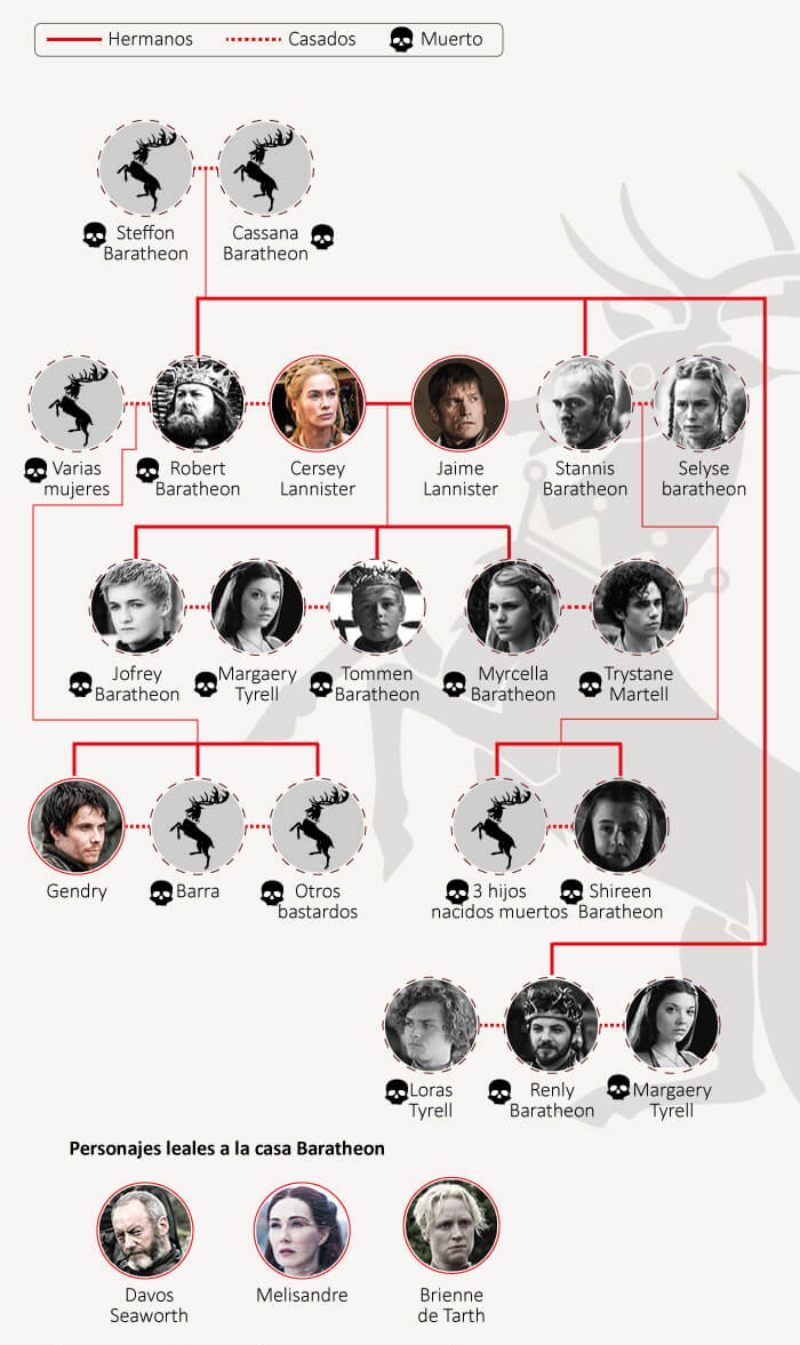 Hermanos Casados Muerto
Steffon Cassana
Baratheon Baratheon
Varias Robert Cersey Jaime Stannis Selyse
mujeres Baratheon Lannister Lannister Baratheon baratheon
Jofrey Margaery Tommen Myrcella Trystane
Baratheon Tyrell Baratheon Baratheon Martell
Gendry Barra Otros 3 hijos Shireen
bastardos nacidos muertos Baratheon
Loras Renly Margaery
Tyrell Baratheon Tyrell
Personajes leales a la casa Baratheon
Davos Melisandre Brienne
Seaworth de Tarth